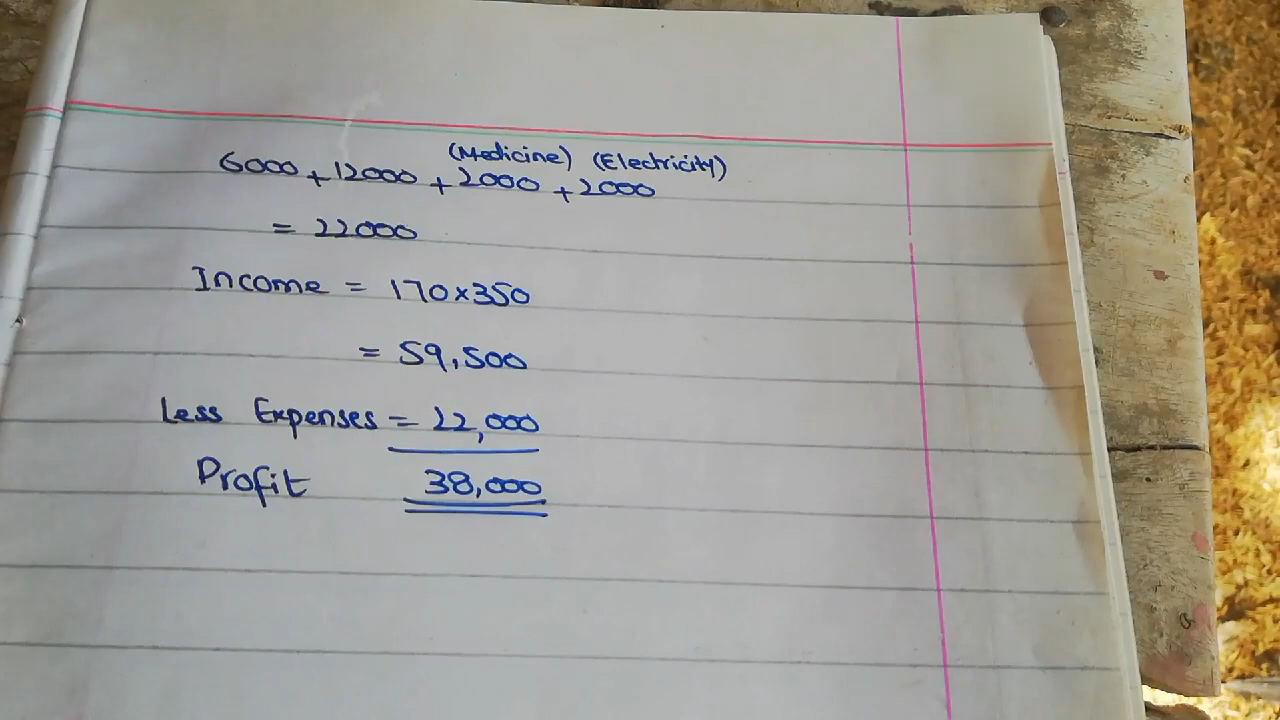 (Medicine) (Electricity)
6000 + 12000 + 2000 + 2000
= 22000
Income = 170x350
= 59,500
Less Expenses = 22,000
Profit 38,000